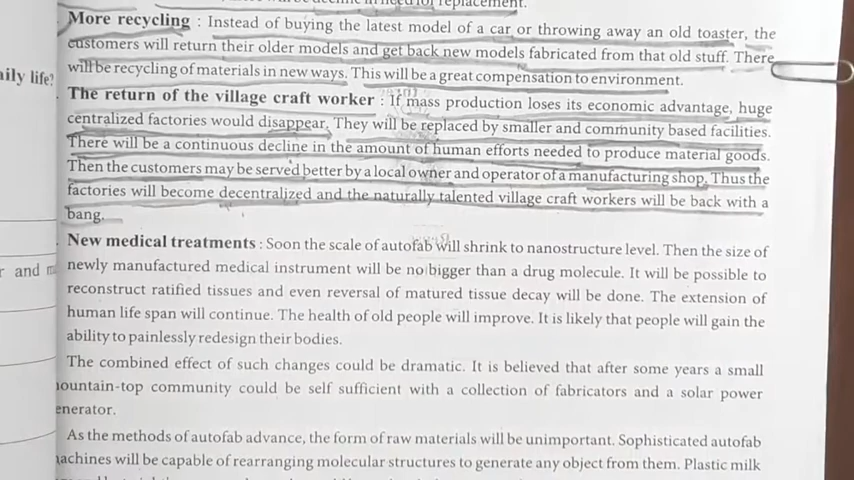 replacement.
More recycling : Instead of buying the latest model of a car or throwing away an old toaster, the
customers will return their older models and get back new models fabricated from that old stuff. There
will be recycling of materials in new ways. This will be a great compensation to environment.
aily life?
The return of the village craft worker : If mass production loses its economic advantage, huge
centralized factories would disappear. They will be replaced by smaller and community based facilities.
There will be a continuous decline in the amount of human efforts needed to produce material goods.
Then the customers may be served better by a local owner and operator of a manufacturing shop. Thus the
factories will become decentralized and the naturally talented village craft workers will be back with a
bang.
New medical treatments : Soon the scale of autofab will shrink to nanostructure level. Then the size of
r and m
newly manufactured medical instrument will be no bigger than a drug molecule. It will be possible to
reconstruct ratified tissues and even reversal of matured tissue decay will be done. The extension of
human life span will continue. The health of old people will improve. It is likely that people will gain the
ability to painlessly redesign their bodies.
The combined effect of such changes could be dramatic. It is believed that after some years a small
ountain-top community could be self sufficient with a collection of fabricators and a solar power
enerator.
As the methods of autofab advance, the form of raw materials will be unimportant. Sophisticated autofab
achines will be capable of rearranging molecular structures to generate any object from them. Plastic milk